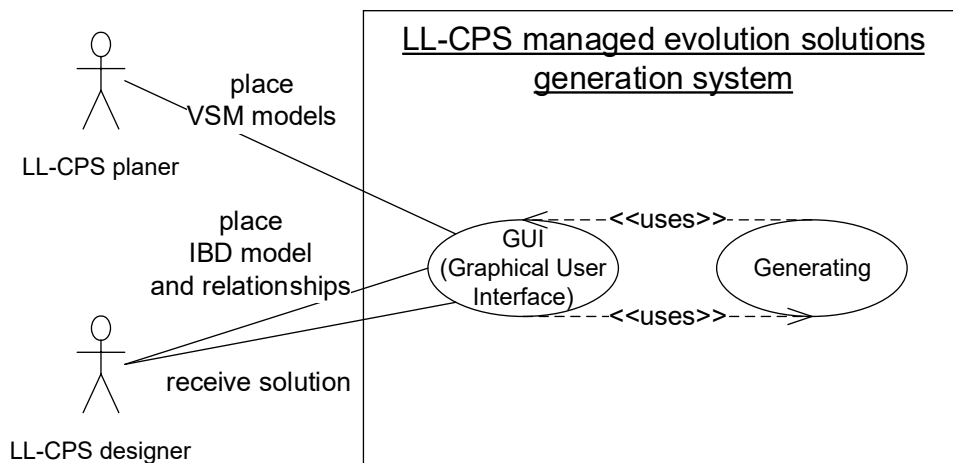 LL-CPS managed evolution solutions
generation system
place
VSM models
LL-CPS planer
place
IBD model
and relationships
<<uses>>
GUI
(Graphical User
Interface)
Generating
<<uses>>
receive solution
LL-CPS designer